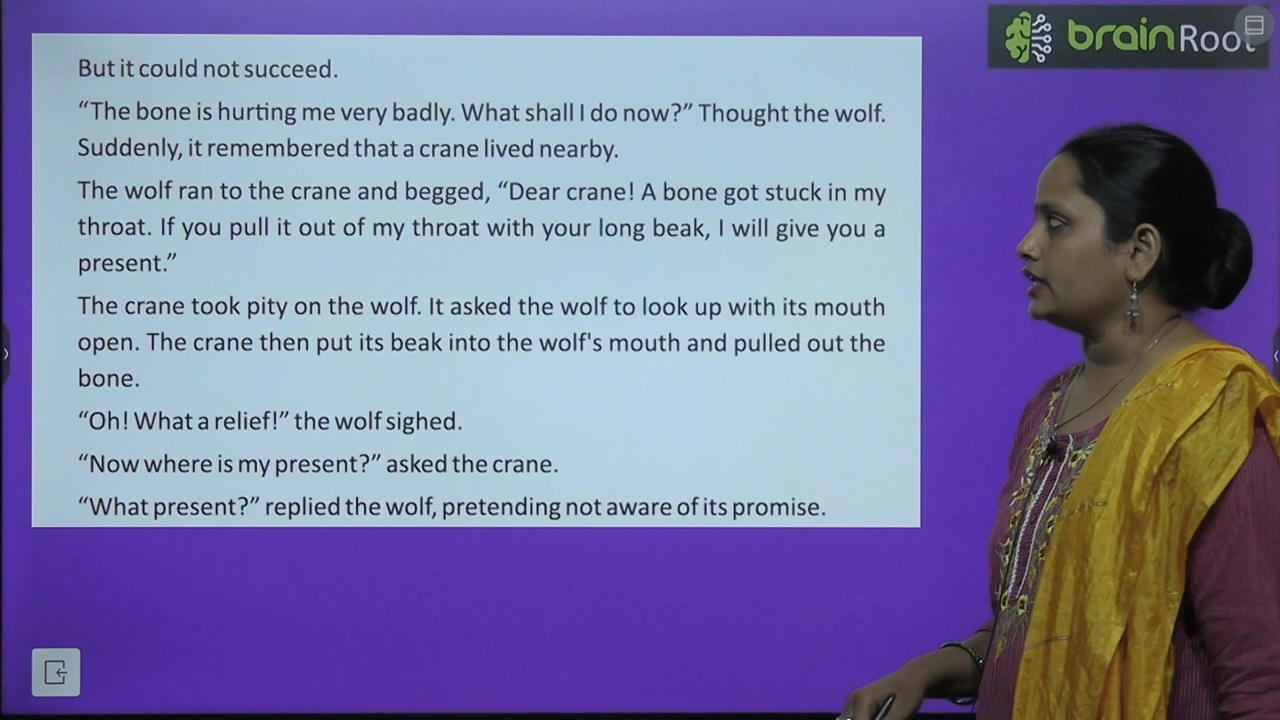 brainRoot
But it could not succeed.
“The bone is hurting me very badly. What shall I do now?” Thought the wolf.
Suddenly, it remembered that a crane lived nearby.
The wolf ran to the crane and begged, “Dear crane! A bone got stuck in my
throat. If you pull it out of my throat with your long beak, I will give you a
present.”
The crane took pity on the wolf. It asked the wolf to look up with its mouth
open. The crane then put its beak into the wolf's mouth and pulled out the
bone.
“Oh! What a relief!” the wolf sighed.
“Now where is my present?” asked the crane.
“What present?” replied the wolf, pretending not aware of its promise.